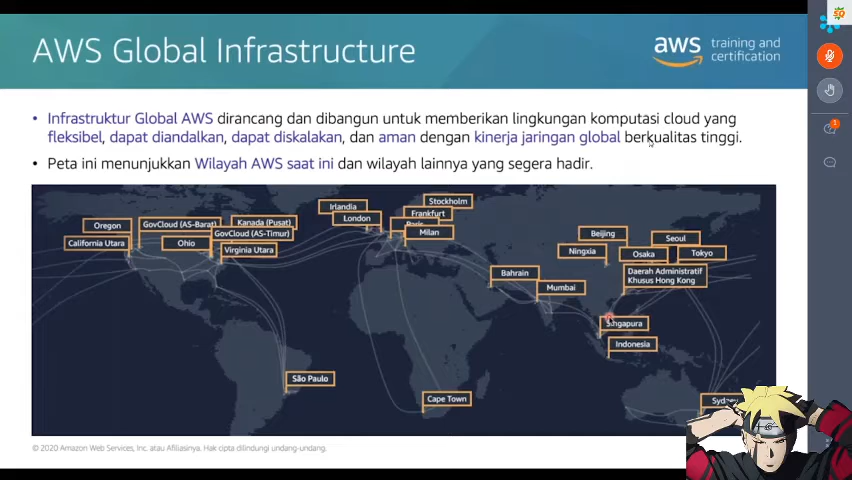 AWS Global Infrastructure
aws training and certification
• Infrastruktur Global AWS dirancang dan dibangun untuk memberikan lingkungan komputasi cloud yang
fleksibel, dapat diandalkan, dapat diskalakan, dan aman dengan kinerja jaringan global berkualitas tinggi.
• Peta ini menunjukkan Wilayah AWS saat ini dan wilayah lainnya yang segera hadir.
Oregon
California Utara
GovCloud (AS-Barat)
Ohio
Kanada (Pusat)
GovCloud (AS-Timur)
Virginia Utara
Irlandia
London
Stockholm
Frankfurt
Paris
Milan
Bahrain
Mumbai
Beijing
Ningxia
Seoul
Osaka
Tokyo
Daerah Administratif
Khusus Hong Kong
Singapura
Indonesia
São Paulo
Cape Town
Sydney
© 2020 Amazon Web Services, Inc. atau Afiliasinya. Hak cipta dilindungi undang-undang.